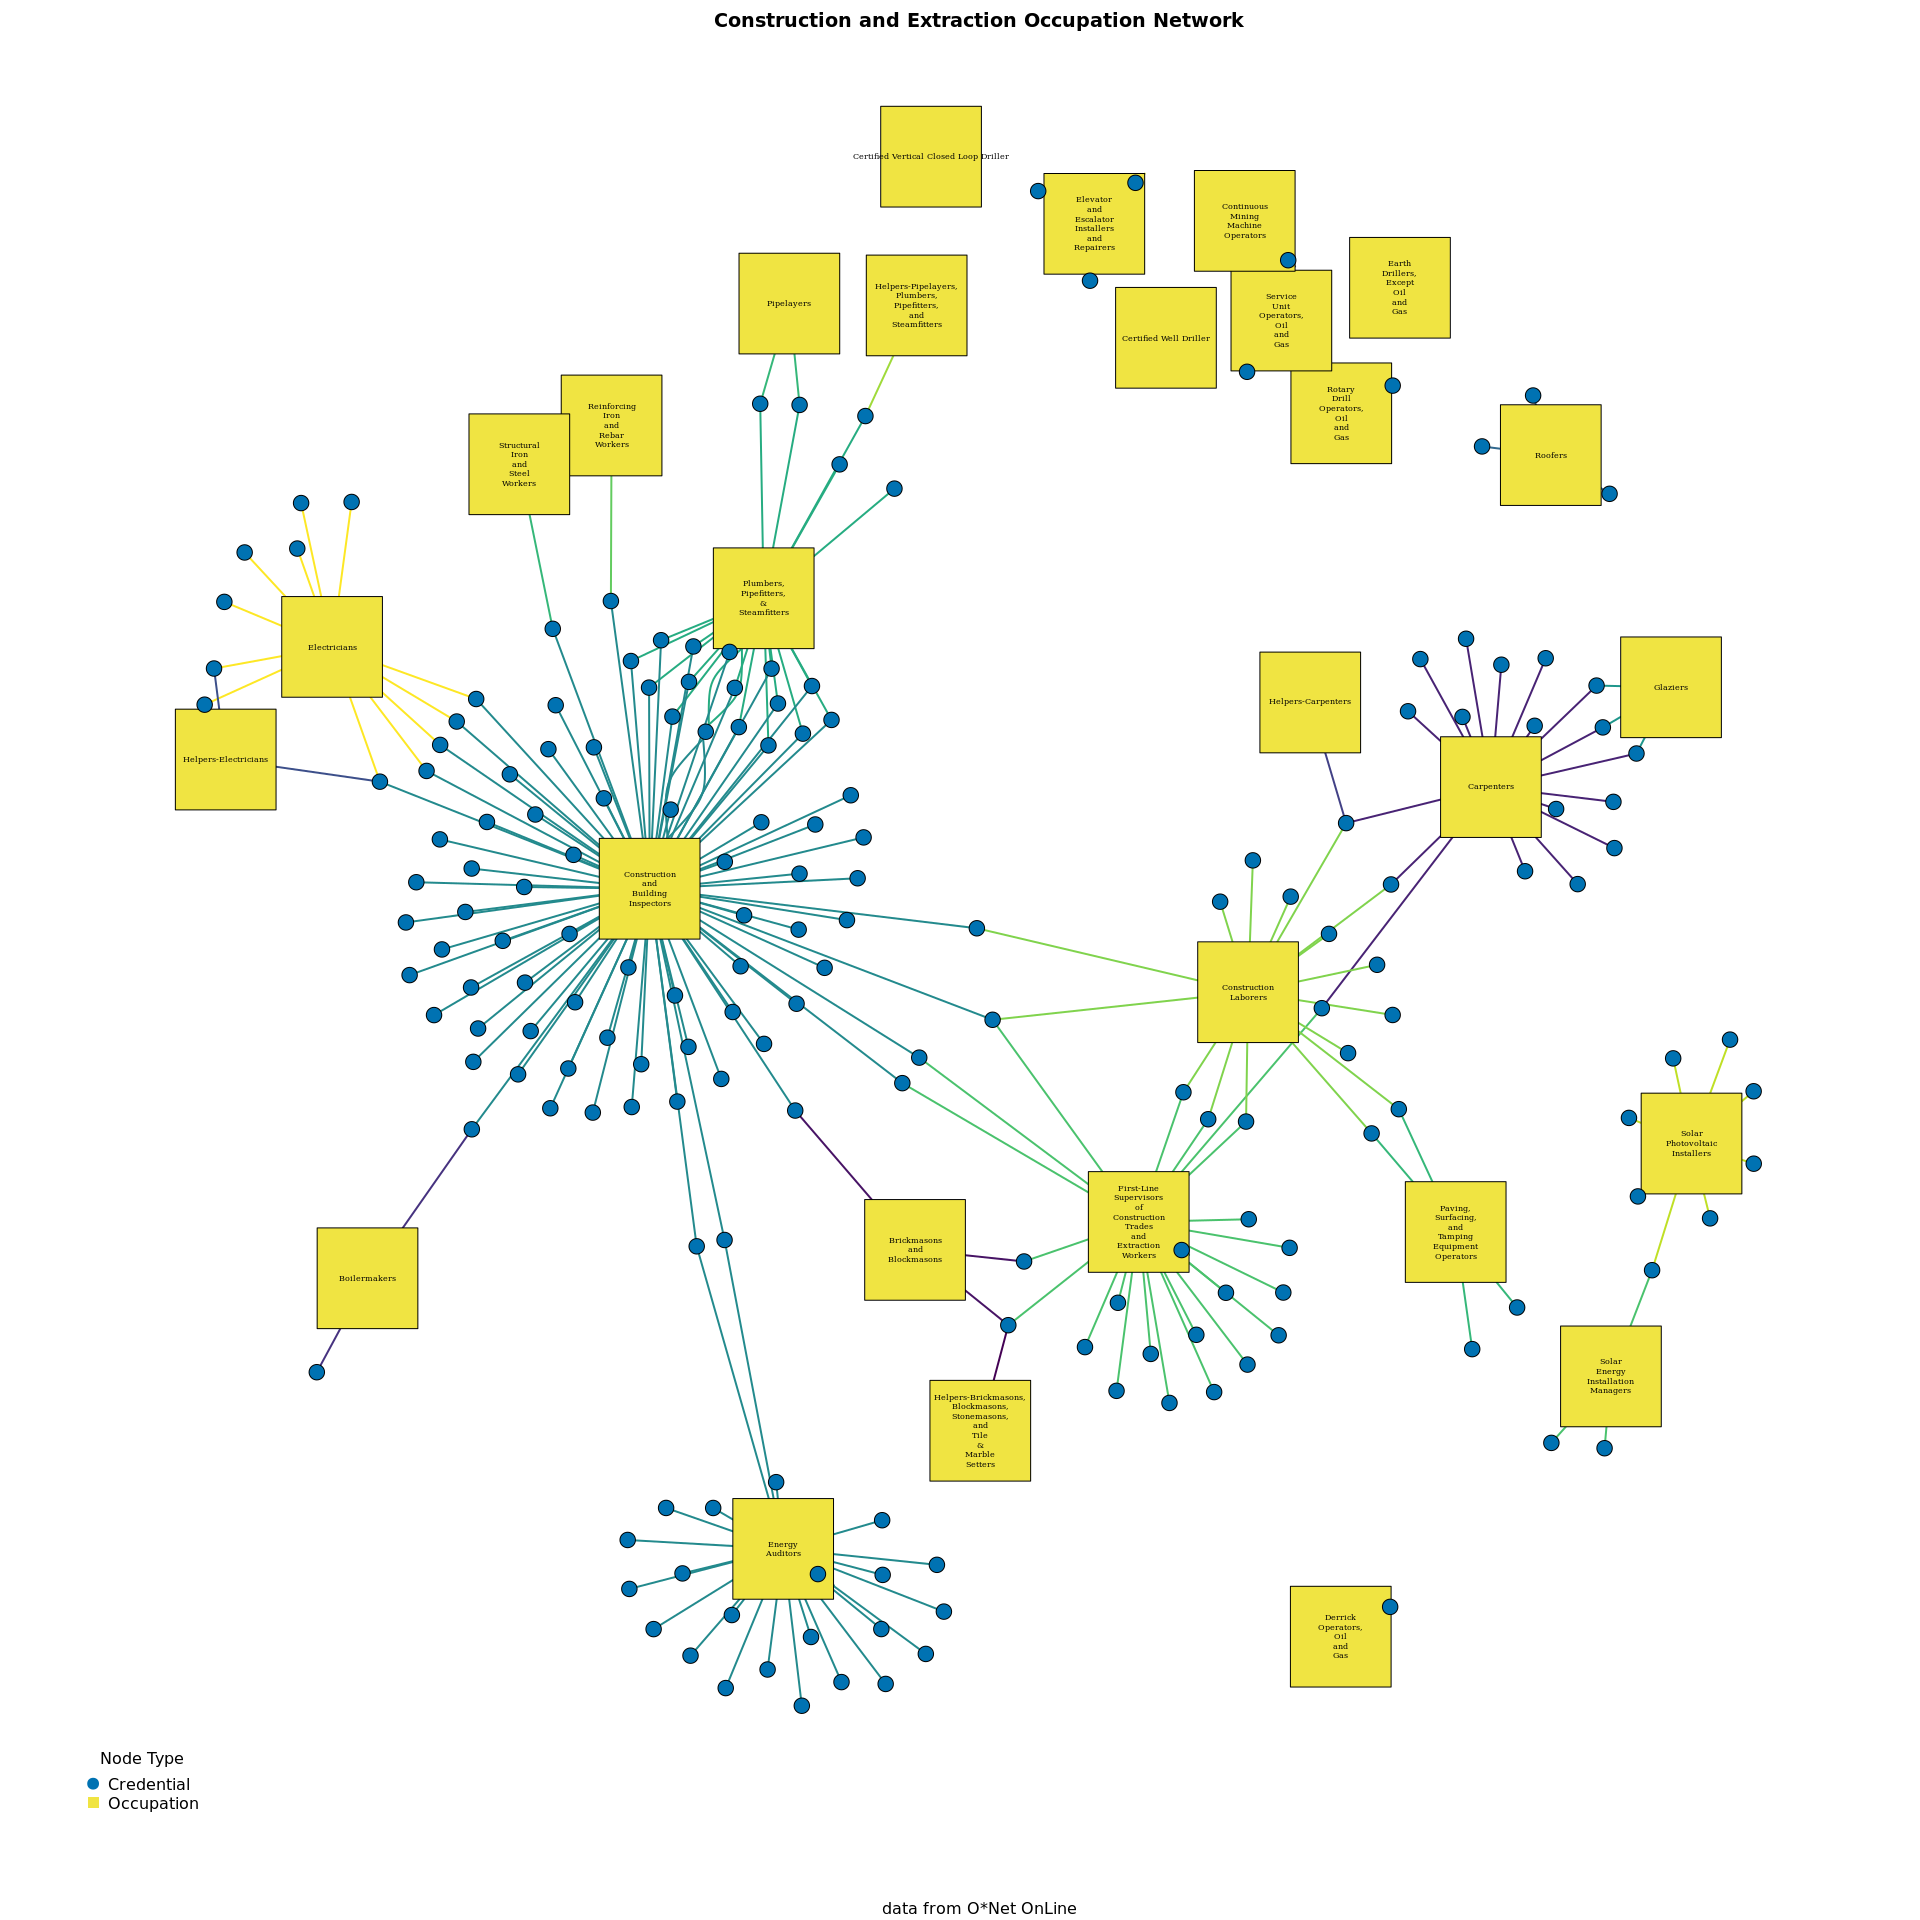 Construction and Extraction Occupation Network
Certified Vertical Closed Loop Driller
Elevator
and
Escalator
Installers
and
Repairers
Continuous
Mining
Machine
Operators
Earth
Drillers,
Except
Oil
and
Gas
Pipelayers
Helpers-Pipelayers,
Plumbers,
Pipefitters,
and
Steamfitters
Certified Well Driller
Service
Unit
Operators,
Oil
and
Gas
Rotary
Drill
Operators,
Oil
and
Gas
Reinforcing
Iron
and
Rebar
Workers
Structural
Iron
and
Steel
Workers
Roofers
Plumbers,
Pipefitters,
&
Steamfitters
Electricians
Helpers-Carpenters
Glaziers
Helpers-Electricians
Carpenters
Construction
and
Building
Inspectors
Construction
Laborers
Solar
Photovoltaic
Installers
First-Line
Supervisors
of
Construction
Trades
and
Extraction
Workers
Paving,
Surfacing,
and
Tamping
Equipment
Operators
Brickmasons
and
Blockmasons
Boilermakers
Solar
Energy
Installation
Managers
Helpers-Brickmasons,
Blockmasons,
Stonemasons,
and
Tile
&
Marble
Setters
Energy
Auditors
Derrick
Operators,
Oil
and
Gas
Node Type
Credential
Occupation
data from O*Net OnLine